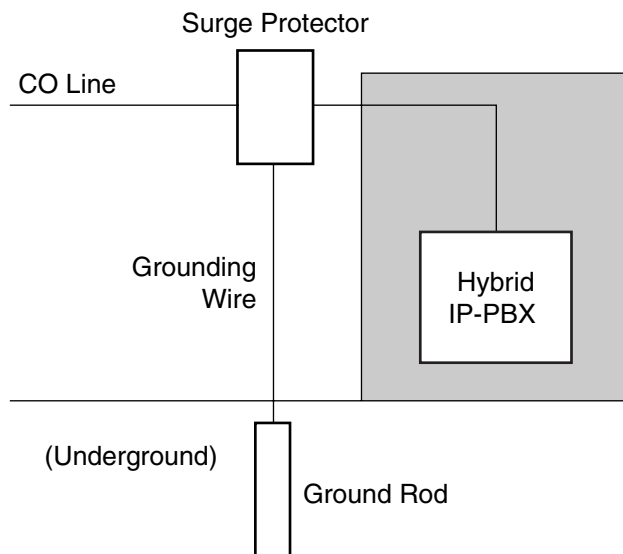 Surge Protector
CO Line
Grounding
Wire
Hybrid
IP-PBX
(Underground)
Ground Rod